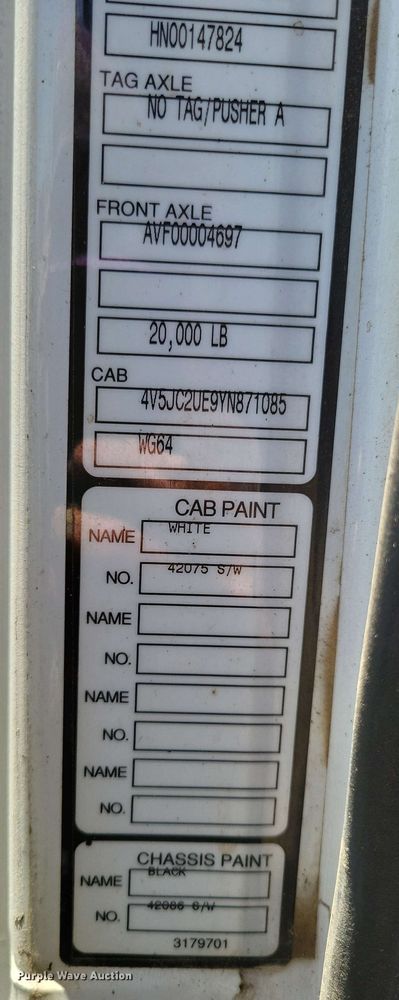 HN00147824
TAG AXLE
NO TAG/PUSHER A
FRONT AXLE
AVF00004697
20,000 LB
CAB
4V5JC2UE9YN871085
WG64
CAB PAINT
NAME WHITE
NO. 42075 S/W
NAME
NO.
NAME
NO.
NAME
NO.
CHASSIS PAINT
NAME BLACK
NO. 42086 S/W
3179701
Purple Wave Auction